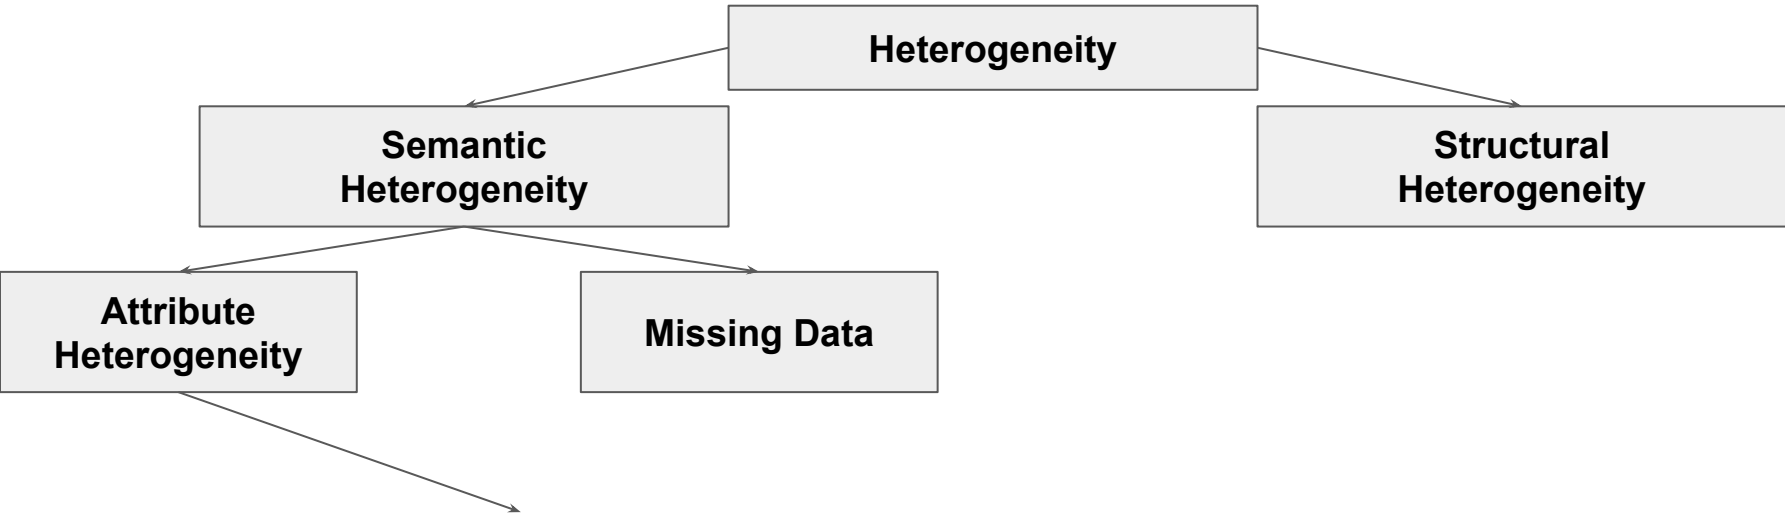 Heterogeneity
Semantic
Heterogeneity
Structural
Heterogeneity
Attribute
Heterogeneity
Missing Data